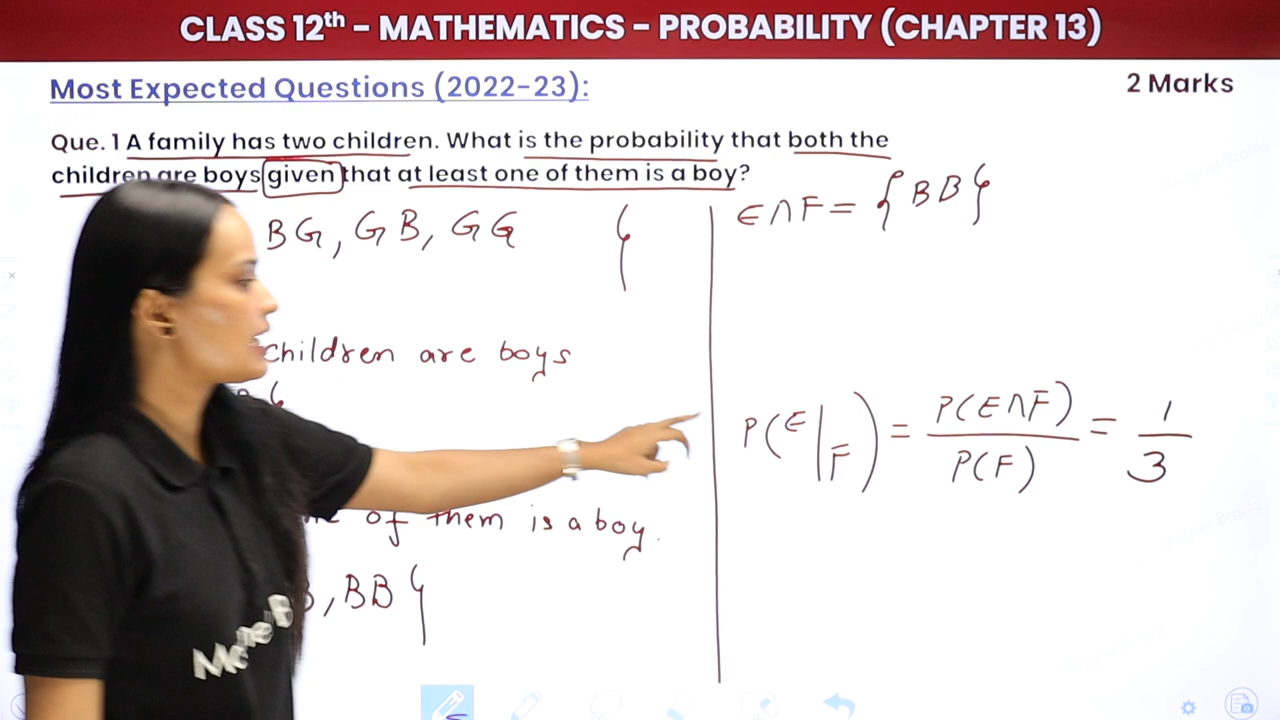 CLASS 12th – MATHEMATICS – PROBABILITY (CHAPTER 13)
Most Expected Questions (2022-23):
2 Marks
Que. 1 A family has two children. What is the probability that both the
children are boys given that at least one of them is a boy?
BG, GB, GG }
children are boys
of them is a boy.
, BB }
E∩F = { BB }
P(E|F) = P(E∩F) / P(F) = 1/3